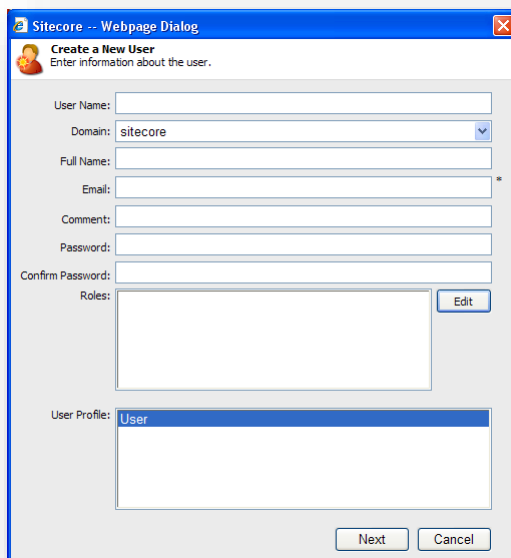 Sitecore -- Webpage Dialog
Create a New User
Enter information about the user.
User Name:
Domain: sitecore
Full Name:
Email: *
Comment:
Password:
Confirm Password:
Roles: Edit
User Profile: User
Next Cancel